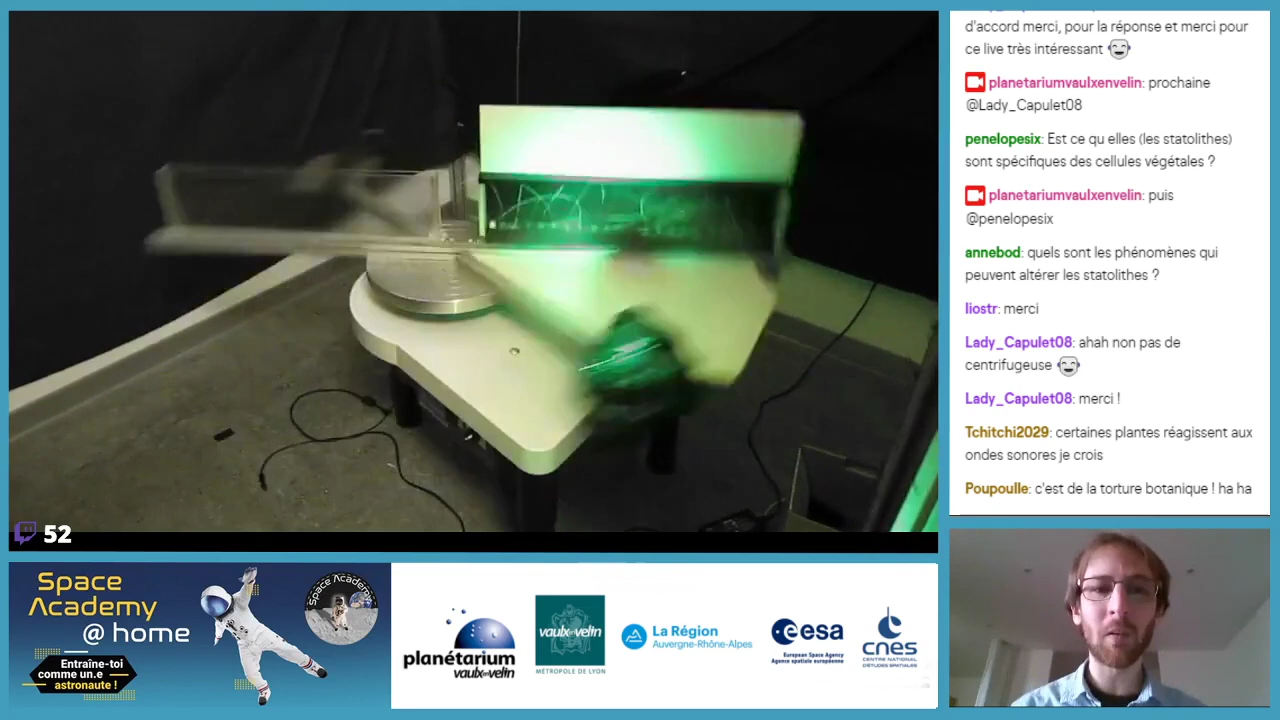 d'accord merci, pour la réponse et merci pour
ce live très intéressant
planetariumvaulxenvelin: prochaine
@Lady_Capulet08
penelopesix: Est ce qu elles (les statolithes)
sont spécifiques des cellules végétales ?
planetariumvaulxenvelin: puis
@penelopesix
annebod: quels sont les phénomènes qui
peuvent altérer les statolithes ?
liostr: merci
Lady_Capulet08: ahah non pas de
centrifugeuse
Lady_Capulet08: merci !
Tchitchi2029: certaines plantes réagissent aux
ondes sonores je crois
Poupoulle: c'est de la torture botanique ! ha ha
52
Space
Academy
@ home
Entraîne-toi
comme un.e
astronaute !
Space Academy
planétarium
vaulx en velin
vaulx en velin
MÉTROPOLE DE LYON
La Région
Auvergne-Rhône-Alpes
esa
European Space Agency
Agence spatiale européenne
cnes
CENTRE NATIONAL
D'ÉTUDES SPATIALES